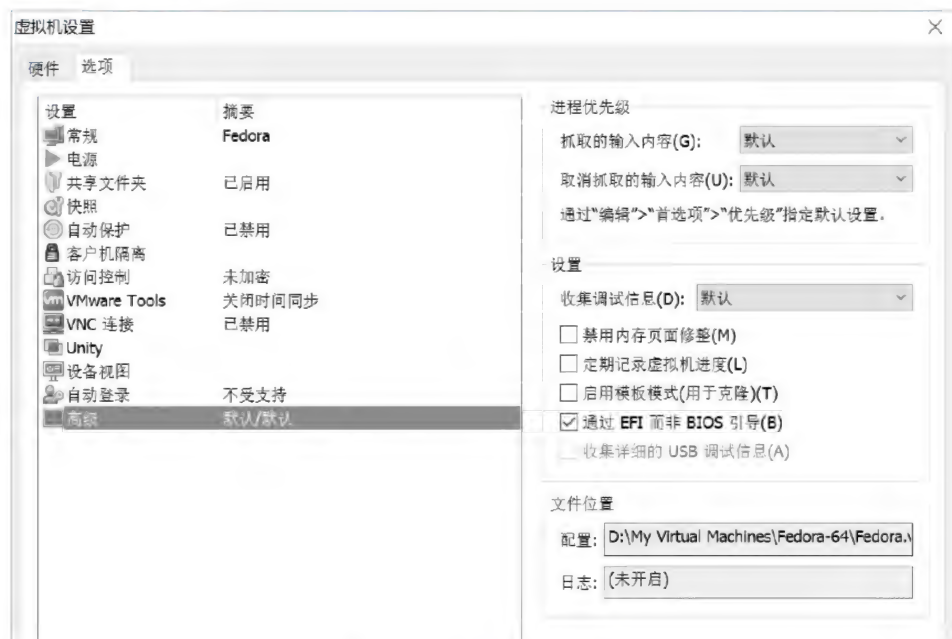 虚拟机设置
硬件 选项
设置 摘要
常规 Fedora
电源
共享文件夹 已启用
快照
自动保护 已禁用
客户机隔离
访问控制 未加密
VMware Tools 关闭时间同步
VNC 连接 已禁用
Unity
设备视图
自动登录 不受支持
高级 默认/默认
进程优先级
抓取的输入内容(G): 默认
取消抓取的输入内容(U): 默认
通过“编辑”>“首选项”>“优先级”指定默认设置。
设置
收集调试信息(D): 默认
禁用内存页面修整(M)
定期记录虚拟机进度(L)
启用模板模式(用于克隆)(T)
通过 EFI 而非 BIOS 引导(B)
收集详细的 USB 调试信息(A)
文件位置
配置: D:\My Virtual Machines\Fedora-64\Fedora.v
日志: (未开启)